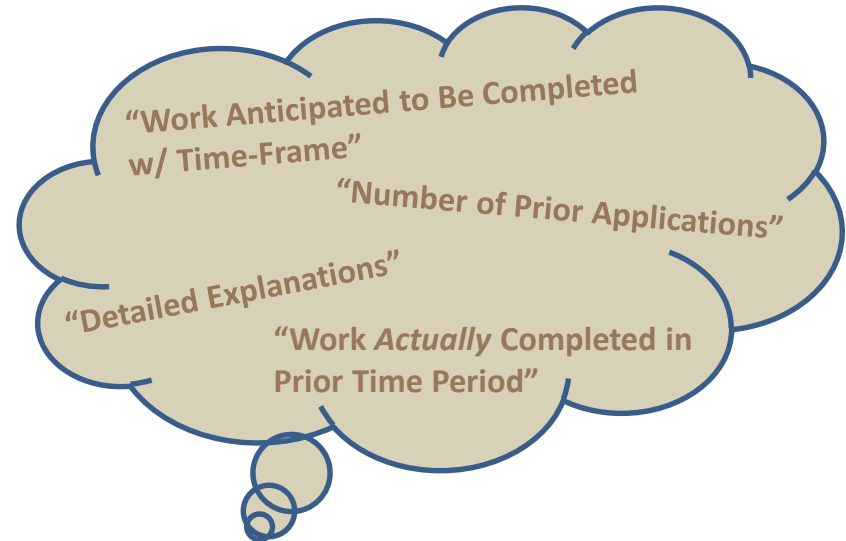 “Work Anticipated to Be Completed
w/ Time-Frame”
“Number of Prior Applications”
“Detailed Explanations”
“Work Actually Completed in
Prior Time Period”